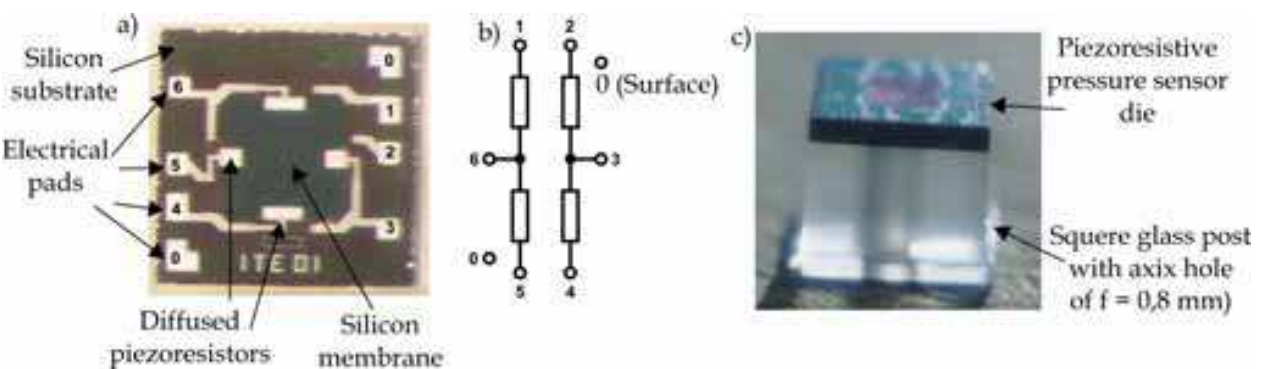 a)
Silicon
substrate
Electrical
pads
0
6
1
5
2
4
3
0
ITE 01
Diffused
piezoresistors
Silicon
membrane
b)
1
2
0 (Surface)
6
3
0
5
4
c)
Piezoresistive
pressure sensor
die
Squere glass post
with axix hole
of f = 0,8 mm)